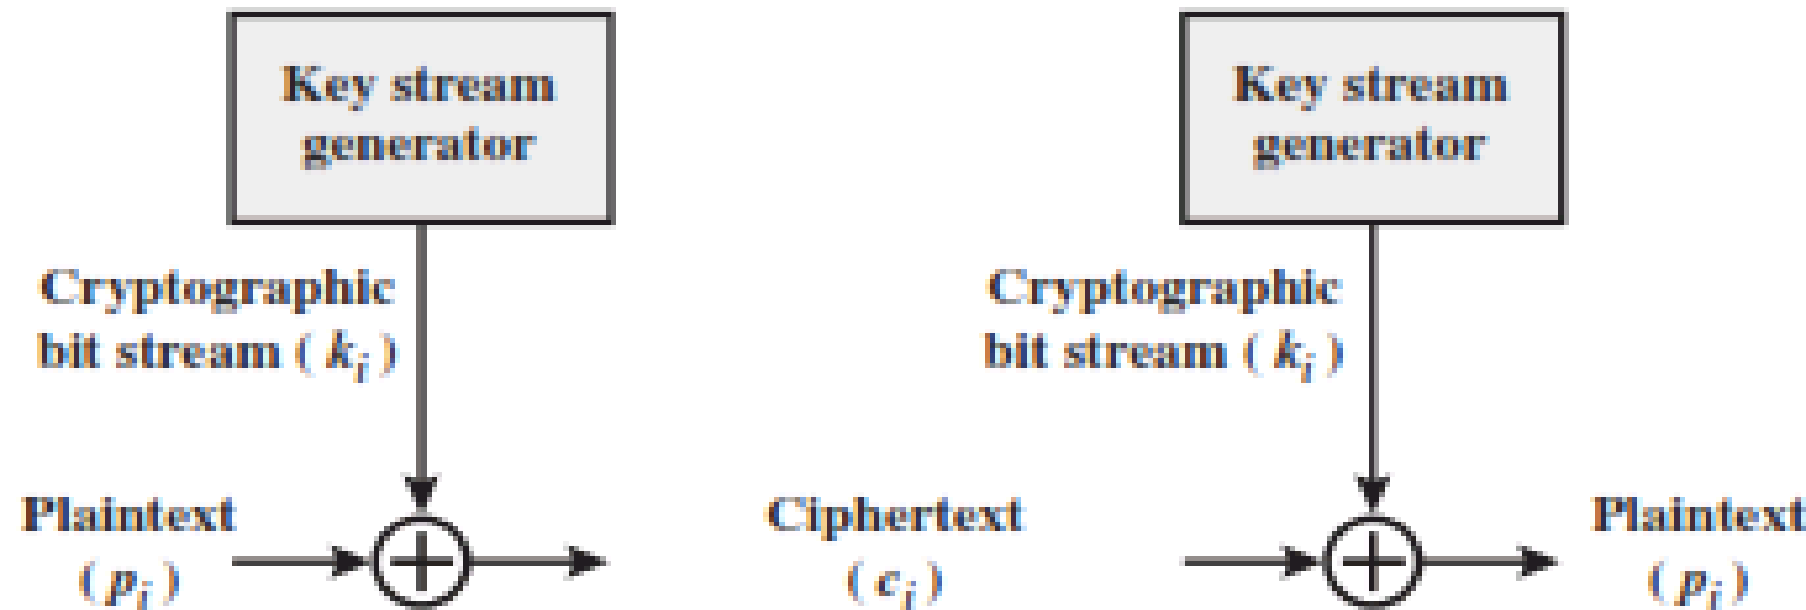 Key stream
generator
Cryptographic
bit stream ( kᵢ )
Plaintext
( pᵢ )
Key stream
generator
Cryptographic
bit stream ( kᵢ )
Ciphertext
( cᵢ )
Plaintext
( pᵢ )